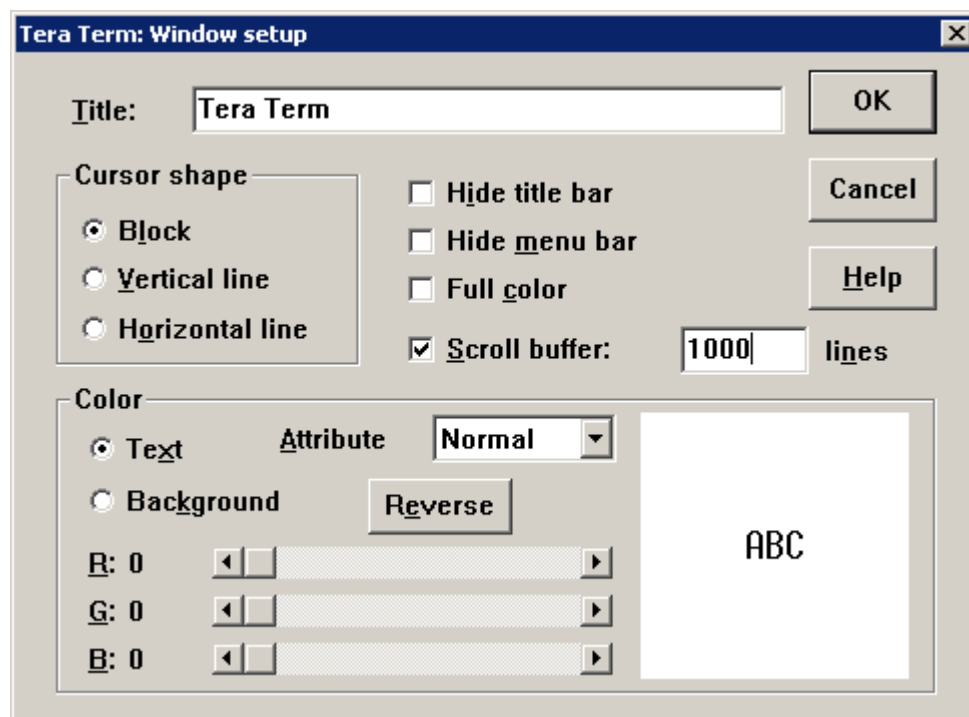 Tera Term: Window setup
Title: Tera Term
OK
Cursor shape
Block
Vertical line
Horizontal line
Hide title bar
Hide menu bar
Full color
Scroll buffer: 1000 lines
Cancel
Help
Color
Text
Background
Attribute Normal
Reverse
R: 0
G: 0
B: 0
ABC